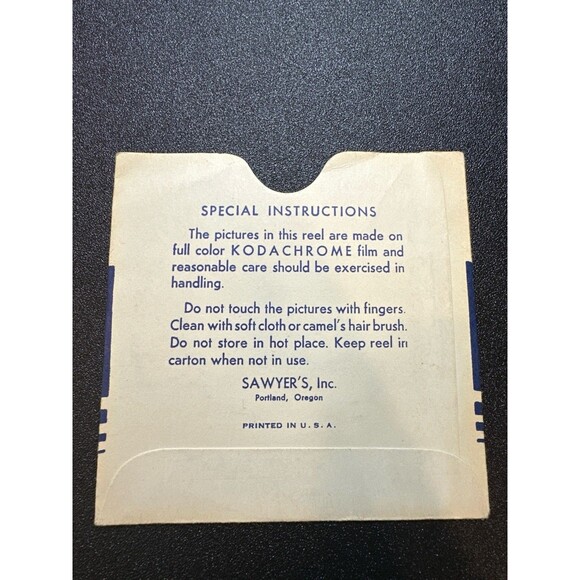 SPECIAL INSTRUCTIONS
The pictures in this reel are made on
full color KODACHROME film and
reasonable care should be exercised in
handling.
Do not touch the pictures with fingers.
Clean with soft cloth or camel's hair brush.
Do not store in hot place. Keep reel in
carton when not in use.
SAWYER'S, Inc.
Portland, Oregon
PRINTED IN U. S. A.